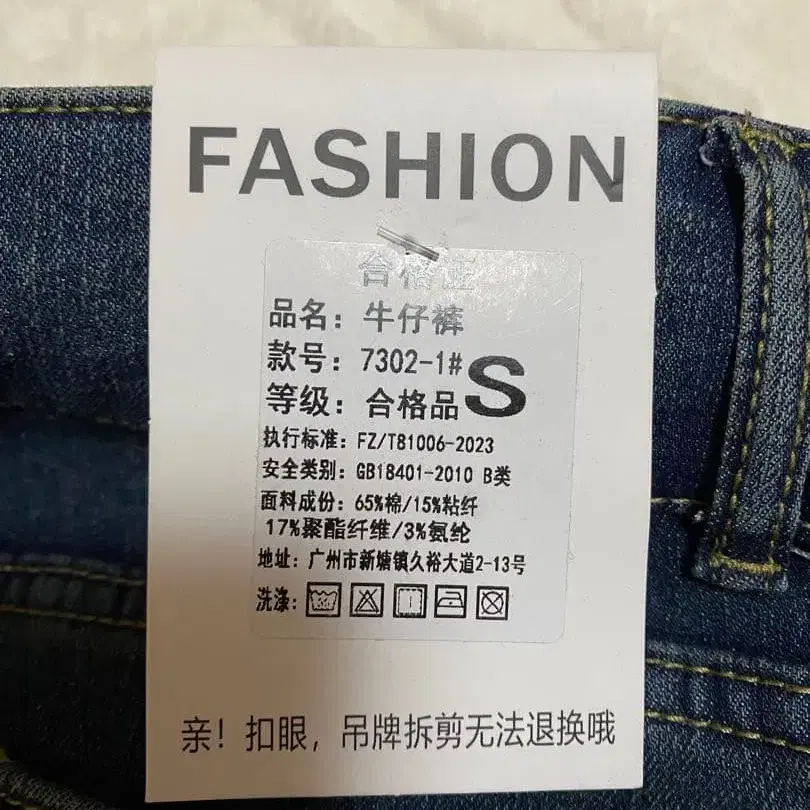 FASHION
合格证
品名：牛仔裤
款号：7302-1# S
等级：合格品
执行标准：FZ/T81006-2023
安全类别：GB18401-2010 B类
面料成份：65%棉/15%粘纤
17%聚酯纤维/3%氨纶
地址：广州市新塘镇久裕大道2-13号
洗涤：
亲！扣眼，吊牌拆剪无法退换哦